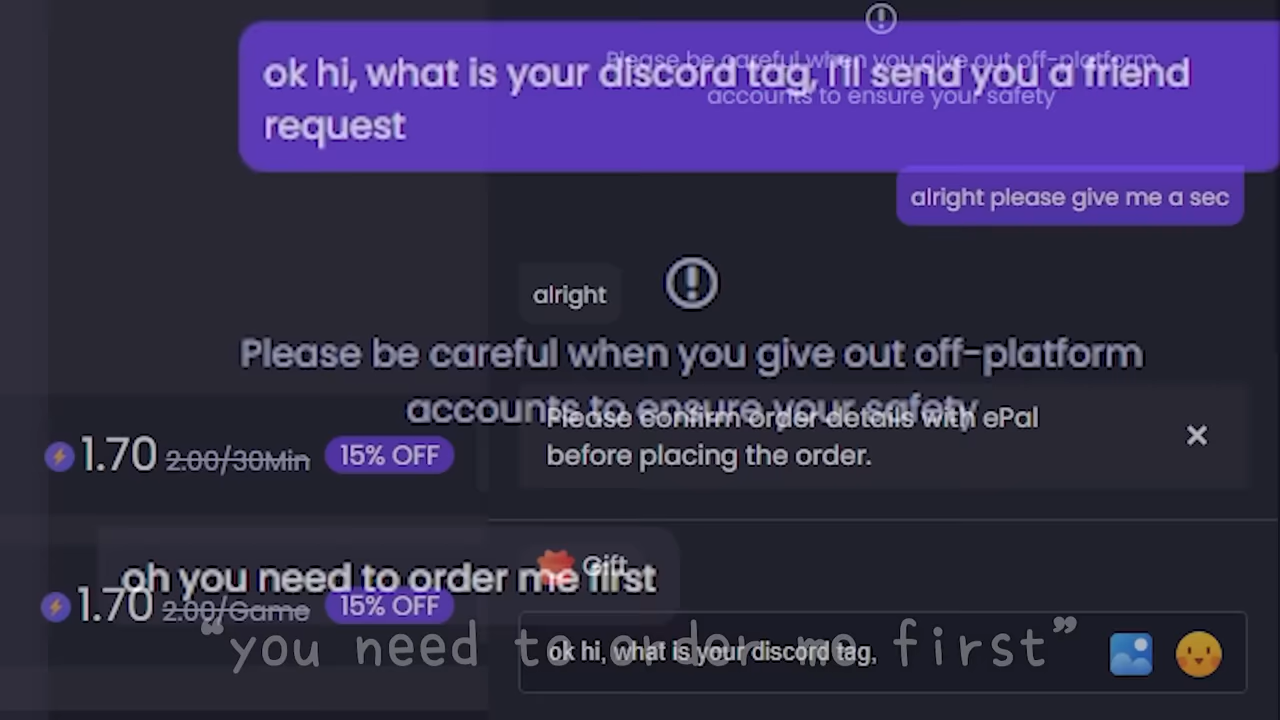 Please be careful when you give out off-platform
accounts to ensure your safety
ok hi, what is your discord tag, i'll send you a friend
request
alright please give me a sec
alright
Please be careful when you give out off-platform
accounts to ensure your safety
Please confirm order details with ePal
before placing the order.
1.70 2.00/30Min 15% OFF
Gift
oh you need to order me first
1.70 2.00/Game 15% OFF
“you need to order me first”
ok hi, what is your discord tag,